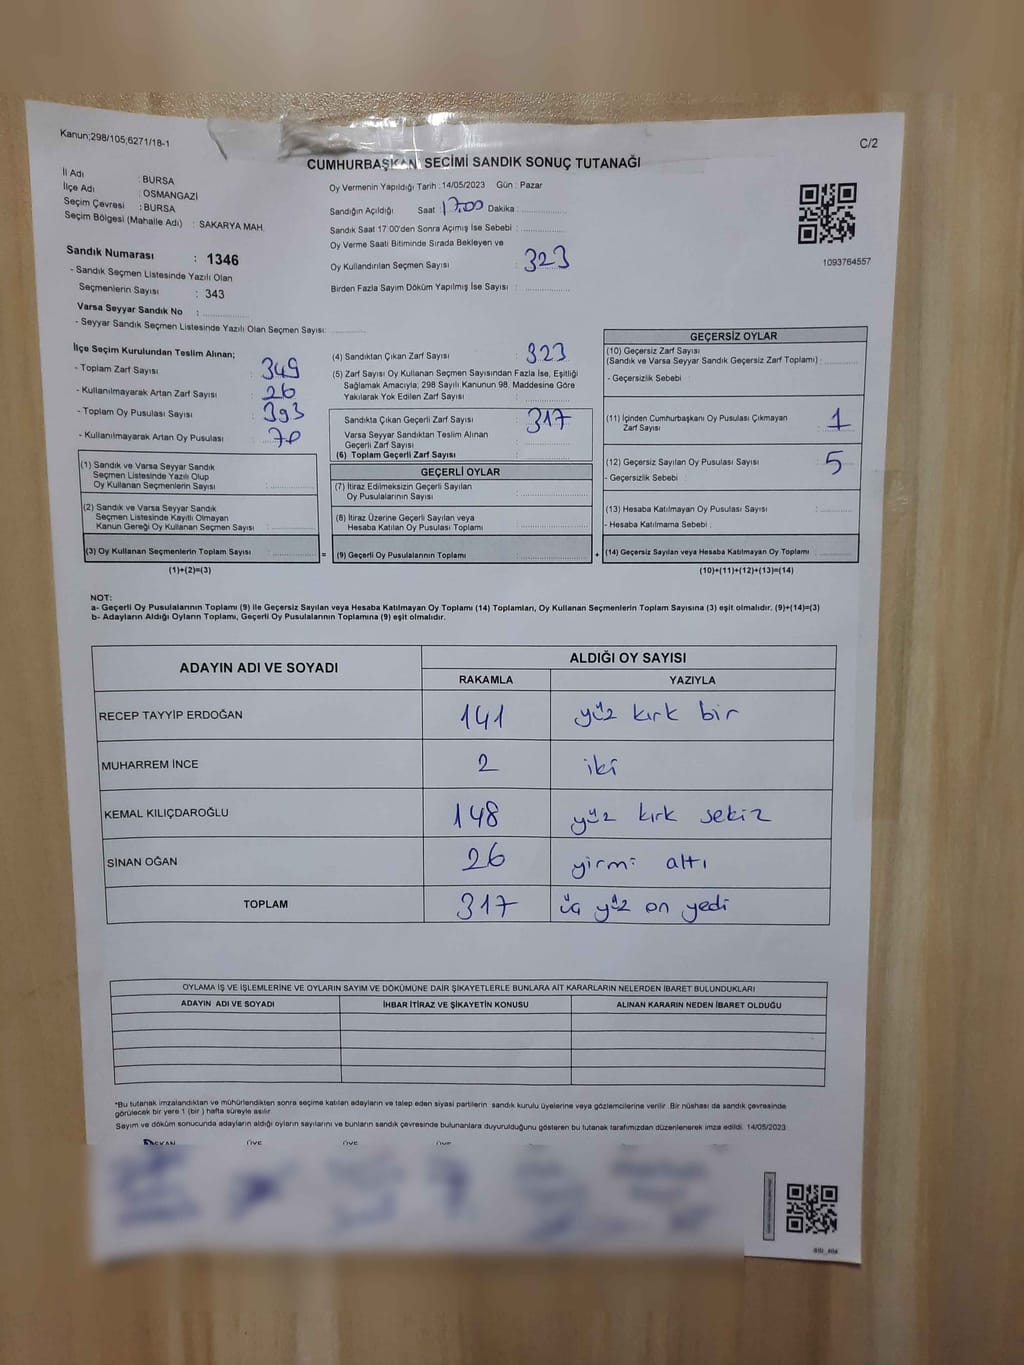 Kanun;298/105;6271/18-1
C/2
CUMHURBAŞKAN SECİMİ SANDIK SONUÇ TUTANAĞI
İl Adı : BURSA
İlçe Adı : OSMANGAZİ
Seçim Çevresi : BURSA
Seçim Bölgesi (Mahalle Adı) : SAKARYA MAH.
Sandık Numarası : 1346
- Sandık Seçmen Listesinde Yazılı Olan
Seçmenlerin Sayısı : 343
Varsa Seyyar Sandık No :
- Seyyar Sandık Seçmen Listesinde Yazılı Olan Seçmen Sayısı:
Oy Vermenin Yapıldığı Tarih : 14/05/2023 Gün : Pazar
Sandığın Açıldığı Saat 17.00 Dakika :
Sandık Saat 17:00'den Sonra Açımış İse Sebebi :
Oy Verme Saati Bitiminde Sırada Bekleyen ve
Oy Kullandırılan Seçmen Sayısı : 323
Birden Fazla Sayım Döküm Yapılmış İse Sayısı :
1093764557
İlçe Seçim Kurulundan Teslim Alınan;
- Toplam Zarf Sayısı : 349
- Kullanılmayarak Artan Zarf Sayısı : 26
- Toplam Oy Pusulası Sayısı : 393
- Kullanılmayarak Artan Oy Pusulası : 70
(1) Sandık ve Varsa Seyyar Sandık
Seçmen Listesinde Yazılı Olup
Oy Kullanan Seçmenlerin Sayısı :
(2) Sandık ve Varsa Seyyar Sandık
Seçmen Listesinde Kayıtlı Olmayan
Kanun Gereği Oy Kullanan Seçmen Sayısı :
(3) Oy Kullanan Seçmenlerin Toplam Sayısı :
(1)+(2)=(3)
(4) Sandıktan Çıkan Zarf Sayısı : 323
(5) Zarf Sayısı Oy Kullanan Seçmen Sayısından Fazla İse, Eşitliği
Sağlamak Amacıyla; 298 Sayılı Kanunun 98. Maddesine Göre
Yakılarak Yok Edilen Zarf Sayısı :
Sandıkta Çıkan Geçerli Zarf Sayısı : 317
Varsa Seyyar Sandıktan Teslim Alınan
Geçerli Zarf Sayısı :
(6) Toplam Geçerli Zarf Sayısı :
GEÇERLİ OYLAR
(7) İtiraz Edilmeksizin Geçerli Sayılan
Oy Pusulalarının Sayısı :
(8) İtiraz Üzerine Geçerli Sayılan veya
Hesaba Katılan Oy Pusulası Toplamı :
= (9) Geçerli Oy Pusulalarının Toplamı :
GEÇERSİZ OYLAR
(10) Geçersiz Zarf Sayısı
(Sandık ve Varsa Seyyar Sandık Geçersiz Zarf Toplamı) :
- Geçersizlik Sebebi :
(11) İçinden Cumhurbaşkanı Oy Pusulası Çıkmayan
Zarf Sayısı : 1
(12) Geçersiz Sayılan Oy Pusulası Sayısı : 5
- Geçersizlik Sebebi :
(13) Hesaba Katılmayan Oy Pusulası Sayısı :
- Hesaba Katılmama Sebebi :
+ (14) Geçersiz Sayılan veya Hesaba Katılmayan Oy Toplamı :
(10)+(11)+(12)+(13)=(14)
NOT:
a- Geçerli Oy Pusulalarının Toplamı (9) ile Geçersiz Sayılan veya Hesaba Katılmayan Oy Toplamı (14) Toplamları, Oy Kullanan Seçmenlerin Toplam Sayısına (3) eşit olmalıdır. (9)+(14)=(3)
b- Adayların Aldığı Oyların Toplamı, Geçerli Oy Pusulalarının Toplamına (9) eşit olmalıdır.
ADAYIN ADI VE SOYADI ALDIĞI OY SAYISI
RAKAMLA YAZIYLA
RECEP TAYYİP ERDOĞAN 141 yüz kırk bir
MUHARREM İNCE 2 iki
KEMAL KILIÇDAROĞLU 148 yüz kırk sekiz
SİNAN OĞAN 26 yirmi altı
TOPLAM 317 üç yüz on yedi
OYLAMA İŞ VE İŞLEMLERİNE VE OYLARIN SAYIM VE DÖKÜMÜNE DAİR ŞİKAYETLERLE BUNLARA AİT KARARLARIN NELERDEN İBARET BULUNDUKLARI
ADAYIN ADI VE SOYADI İHBAR İTİRAZ VE ŞİKAYETİN KONUSU ALINAN KARARIN NEDEN İBARET OLDUĞU
*Bu tutanak imzalandıktan ve mühürlendikten sonra seçime katılan adayların ve talep eden siyasi partilerin sandık kurulu üyelerine veya gözlemcilerine verilir. Bir nüshası da sandık çevresinde
görülecek bir yere 1 (bir) hafta süreyle asılır.
Sayım ve döküm sonucunda adayların aldığı oyların sayılarını ve bunların sandık çevresinde bulunanlara duyurulduğunu gösteren bu tutanak tarafımızdan düzenlenerek imza edildi. 14/05/2023
BAŞKAN ÜYE ÜYE ÜYE